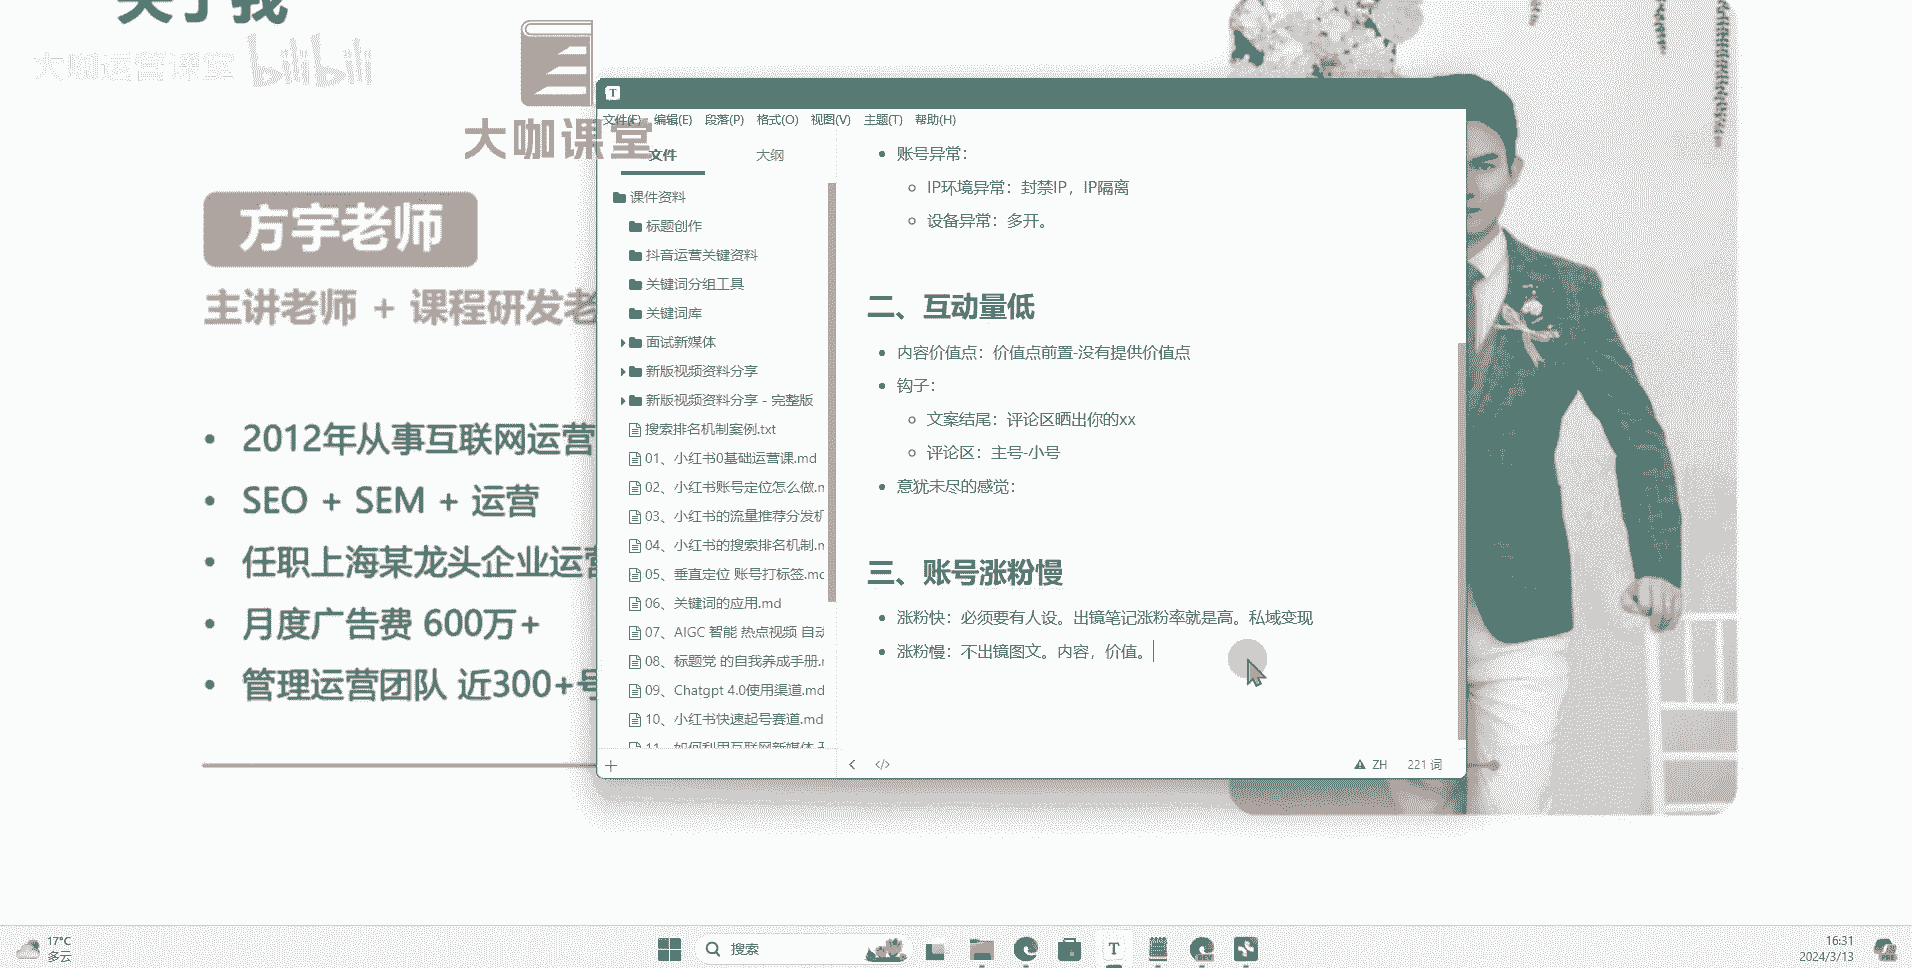 关于我
大咖运营课堂 bilibili
大咖课堂
方宇老师
主讲老师 + 课程研发老
2012年从事互联网运营
SEO + SEM + 运营
任职上海某龙头企业运营
月度广告费 600万+
管理运营团队 近300+号
T
文件(F) 编辑(E) 段落(P) 格式(O) 视图(V) 主题(T) 帮助(H)
文件 大纲
课件资料
标题创作
抖音运营关键资料
关键词分组工具
关键词库
面试新媒体
新版视频资料分享
新版视频资料分享 - 完整版
搜索排名机制案例.txt
01、小红书0基础运营课.md
02、小红书账号定位怎么做.m
03、小红书的流量推荐分发机
04、小红书的搜索排名机制.m
05、垂直定位 账号打标签.mc
06、关键词的应用.md
07、AIGC 智能 热点视频 自动
08、标题党 的自我养成手册.r
09、Chatgpt 4.0使用渠道.md
10、小红书快速起号赛道.md
11、如何利用互联网新媒体
账号异常：
IP环境异常：封禁IP，IP隔离
设备异常：多开。
二、互动量低
内容价值点：价值点前置-没有提供价值点
钩子：
文案结尾：评论区晒出你的xx
评论区：主号-小号
意犹未尽的感觉：
三、账号涨粉慢
涨粉快：必须要有人设。出镜笔记涨粉率就是高。私域变现
涨粉慢：不出镜图文。内容，价值。
</> ZH 221 词
17°C
多云
搜索
T
DEV
16:31
2024/3/13
PRE